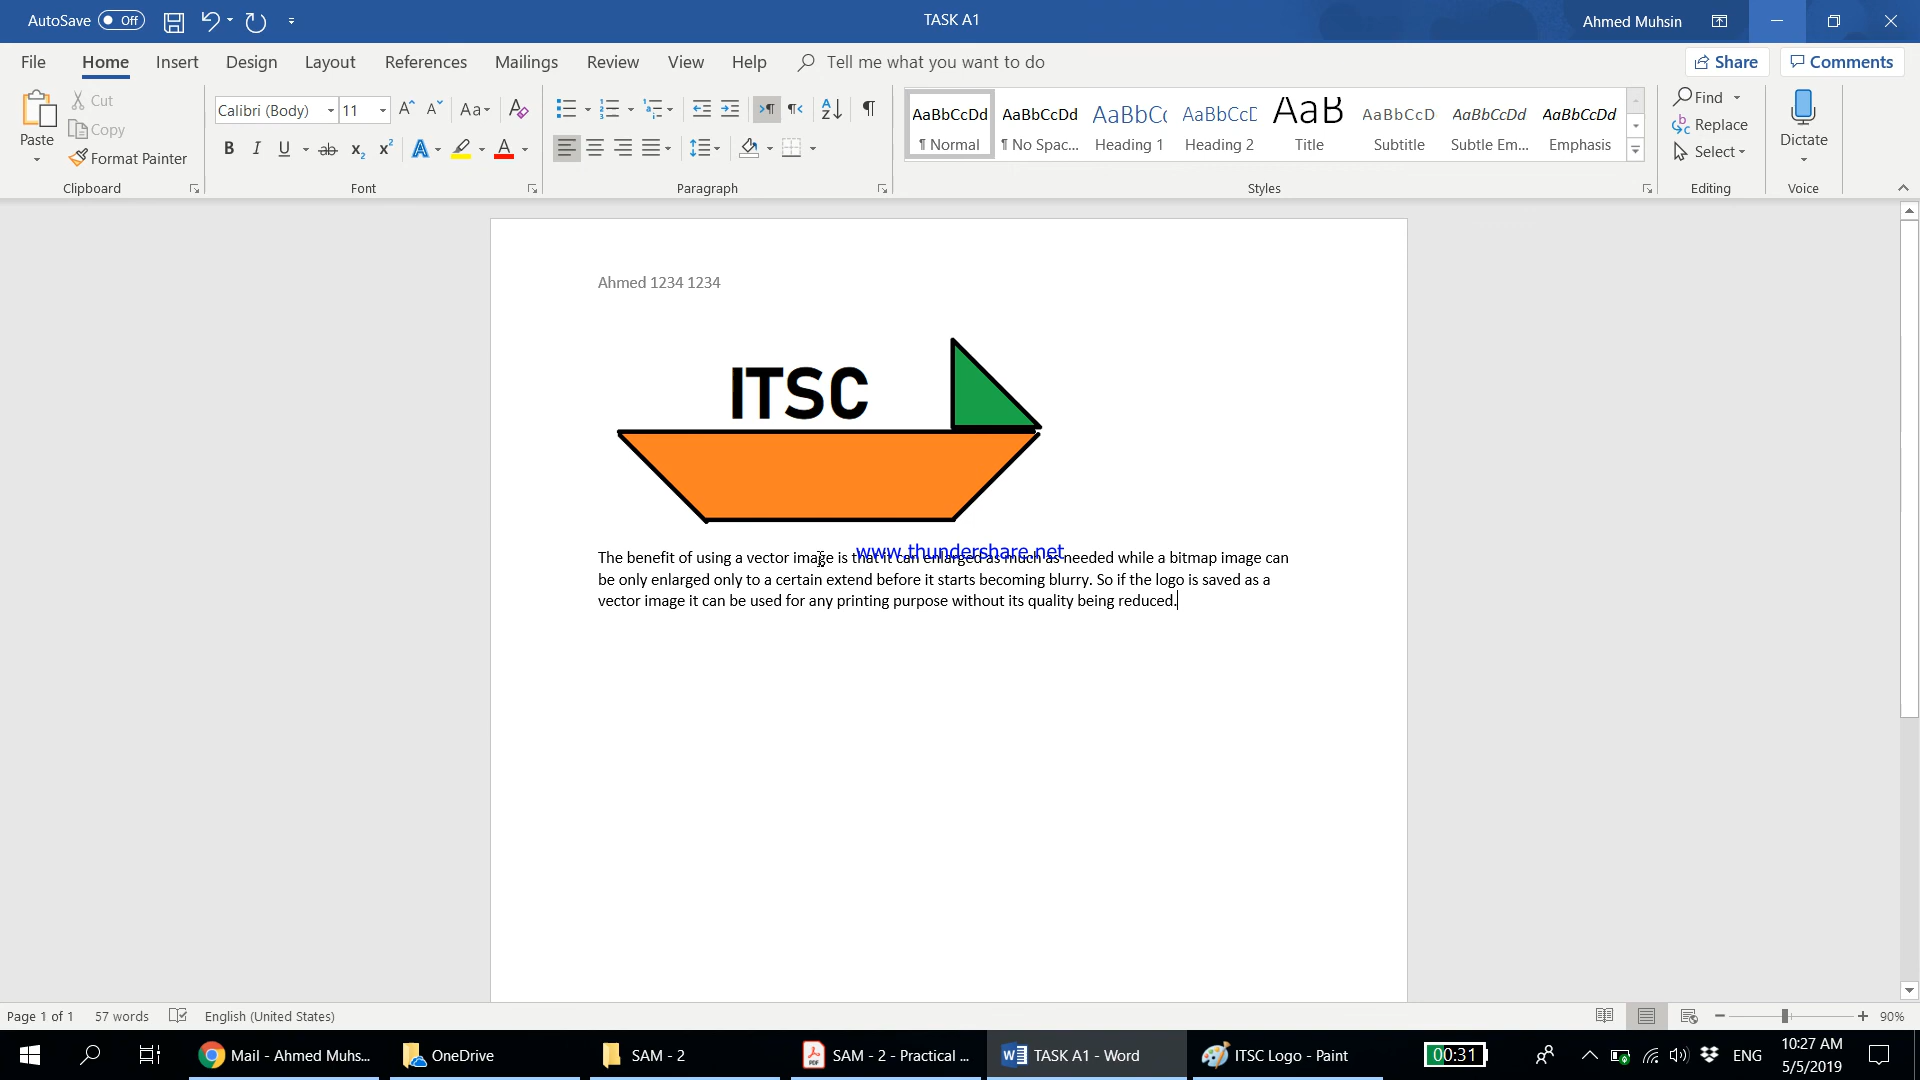 AutoSave Off
TASK A1
Ahmed Muhsin
File Home Insert Design Layout References Mailings Review View Help Tell me what you want to do
Share Comments
Paste
Cut
Copy
Format Painter
Clipboard
Calibri (Body) 11
Font
Paragraph
AaBbCcDd AaBbCcDd AaBbCc AaBbCcD AaB AaBbCcD AaBbCcDd AaBbCcDd
¶ Normal ¶ No Spac... Heading 1 Heading 2 Title Subtitle Subtle Em... Emphasis
Styles
Find
Replace
Select
Editing
Dictate
Voice
Ahmed 1234 1234
ITSC
www.thundershare.net
The benefit of using a vector image is that it can enlarged as much as needed while a bitmap image can
be only enlarged only to a certain extend before it starts becoming blurry. So if the logo is saved as a
vector image it can be used for any printing purpose without its quality being reduced.
Page 1 of 1 57 words English (United States) 90%
Mail - Ahmed Muhs... OneDrive SAM - 2 SAM - 2 - Practical ... TASK A1 - Word ITSC Logo - Paint 00:31 ENG
10:27 AM
5/5/2019